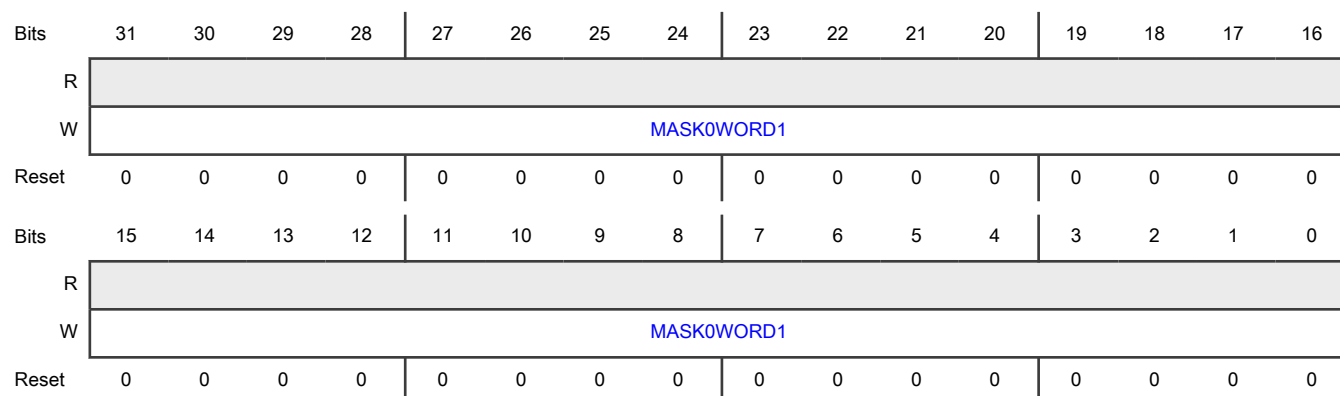 Bits 31 30 29 28 27 26 25 24 23 22 21 20 19 18 17 16
R
W MASK0WORD1
Reset 0 0 0 0 0 0 0 0 0 0 0 0 0 0 0 0
Bits 15 14 13 12 11 10 9 8 7 6 5 4 3 2 1 0
R
W MASK0WORD1
Reset 0 0 0 0 0 0 0 0 0 0 0 0 0 0 0 0